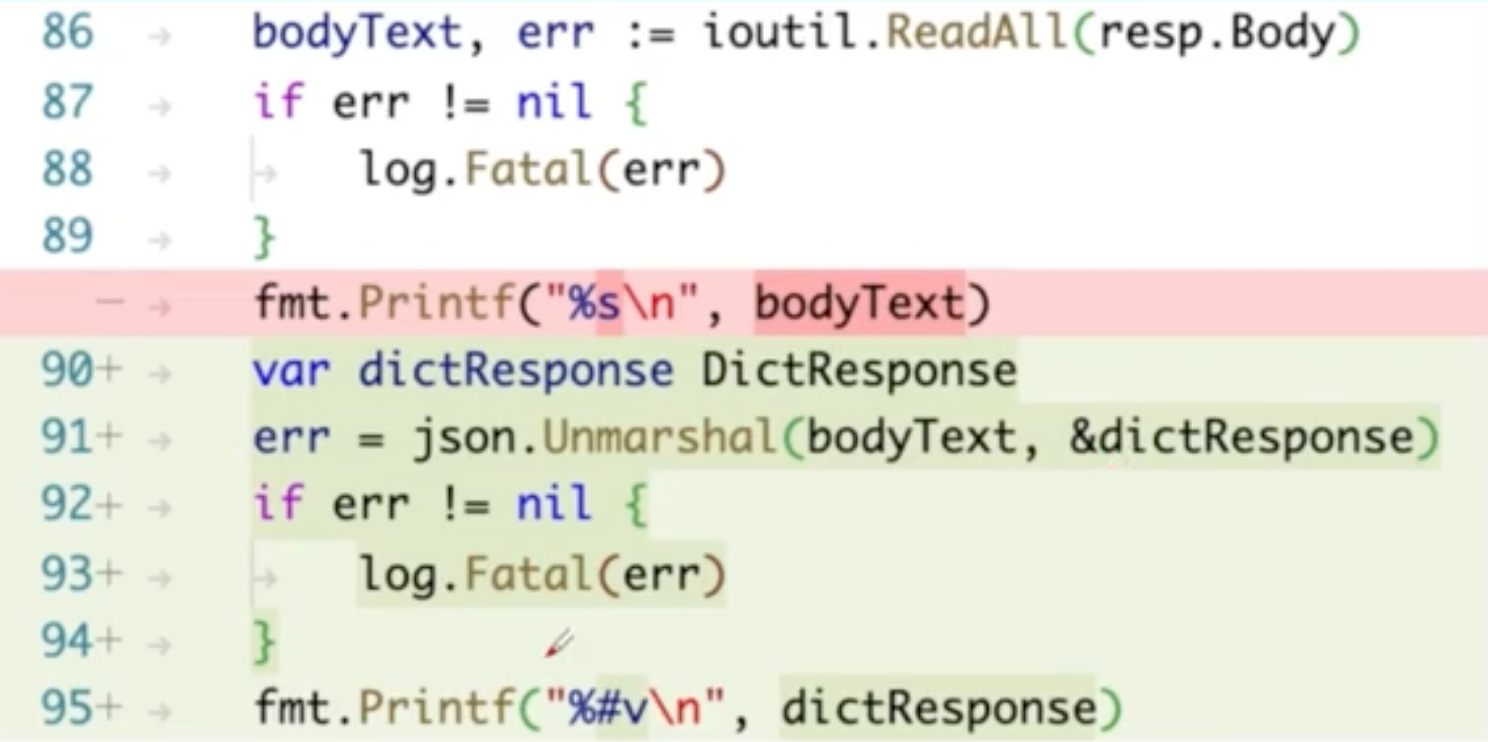 86 bodyText, err := ioutil.ReadAll(resp.Body)
87 if err != nil {
88 log.Fatal(err)
89 }
− fmt.Printf("%s\n", bodyText)
90+ var dictResponse DictResponse
91+ err = json.Unmarshal(bodyText, &dictResponse)
92+ if err != nil {
93+ log.Fatal(err)
94+ }
95+ fmt.Printf("%#v\n", dictResponse)